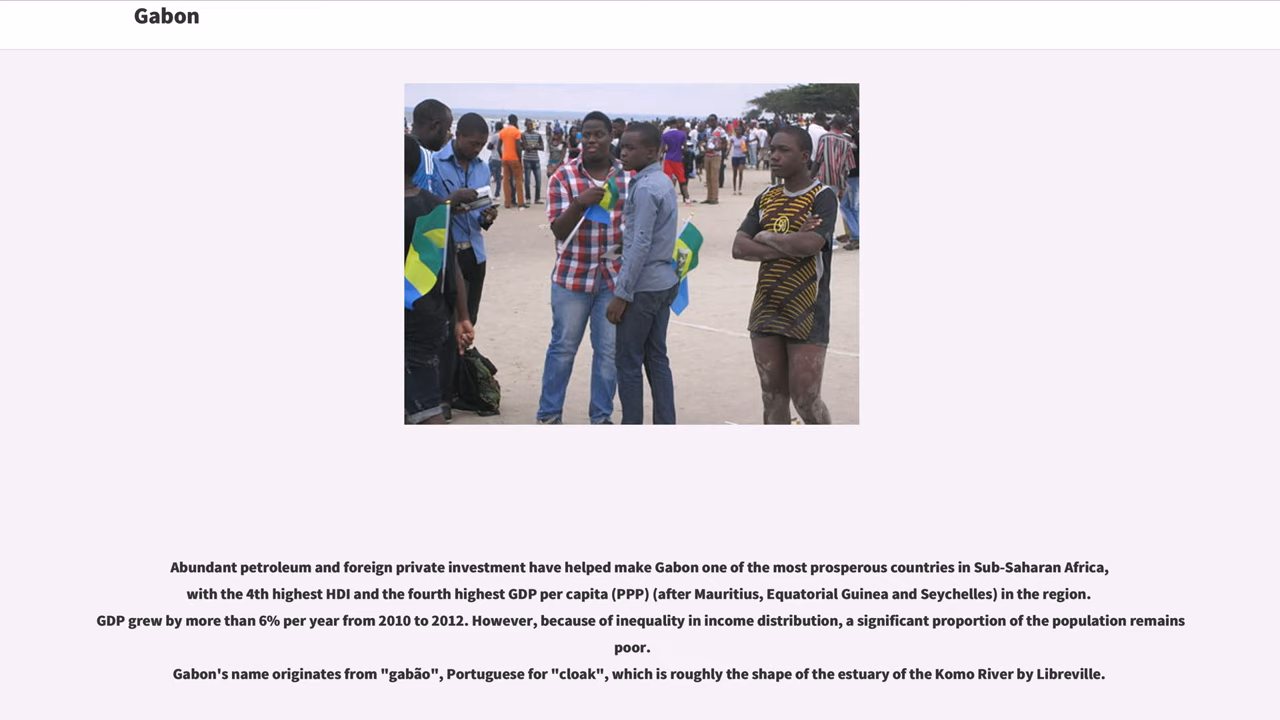 Gabon
Abundant petroleum and foreign private investment have helped make Gabon one of the most prosperous countries in Sub-Saharan Africa,
with the 4th highest HDI and the fourth highest GDP per capita (PPP) (after Mauritius, Equatorial Guinea and Seychelles) in the region.
GDP grew by more than 6% per year from 2010 to 2012. However, because of inequality in income distribution, a significant proportion of the population remains
poor.
Gabon's name originates from "gabão", Portuguese for "cloak", which is roughly the shape of the estuary of the Komo River by Libreville.